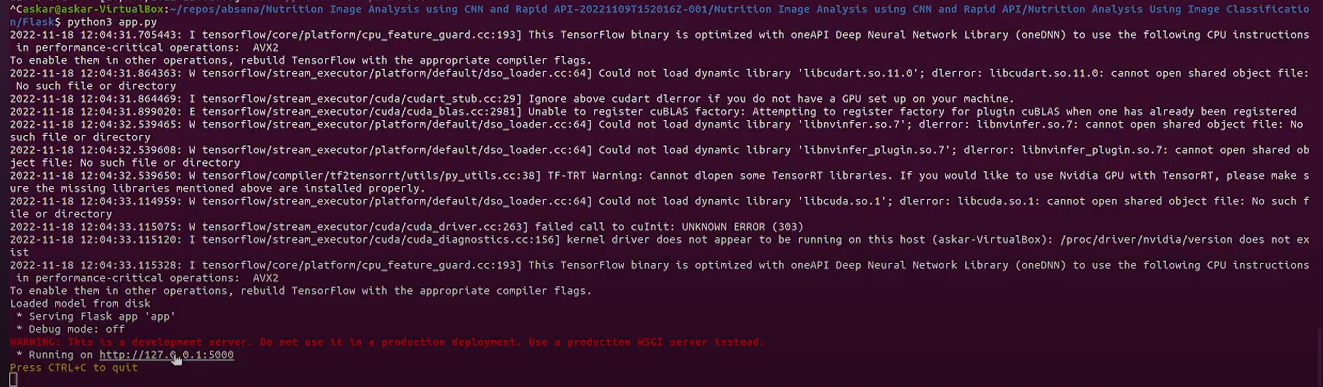 ^Caskar@askar-VirtualBox:~/repos/absana/Nutrition Image Analysis using CNN and Rapid API-20221109T152016Z-001/Nutrition Image Analysis using CNN and Rapid API/Nutrition Analysis Using Image Classificatio
n/Flask$ python3 app.py
2022-11-18 12:04:31.705443: I tensorflow/core/platform/cpu_feature_guard.cc:193] This TensorFlow binary is optimized with oneAPI Deep Neural Network Library (oneDNN) to use the following CPU instructions
 in performance-critical operations:  AVX2
To enable them in other operations, rebuild TensorFlow with the appropriate compiler flags.
2022-11-18 12:04:31.864363: W tensorflow/stream_executor/platform/default/dso_loader.cc:64] Could not load dynamic library 'libcudart.so.11.0'; dlerror: libcudart.so.11.0: cannot open shared object file:
 No such file or directory
2022-11-18 12:04:31.864469: I tensorflow/stream_executor/cuda/cudart_stub.cc:29] Ignore above cudart dlerror if you do not have a GPU set up on your machine.
2022-11-18 12:04:31.899020: E tensorflow/stream_executor/cuda/cuda_blas.cc:2981] Unable to register cuBLAS factory: Attempting to register factory for plugin cuBLAS when one has already been registered
2022-11-18 12:04:32.539465: W tensorflow/stream_executor/platform/default/dso_loader.cc:64] Could not load dynamic library 'libnvinfer.so.7'; dlerror: libnvinfer.so.7: cannot open shared object file: No
such file or directory
2022-11-18 12:04:32.539608: W tensorflow/stream_executor/platform/default/dso_loader.cc:64] Could not load dynamic library 'libnvinfer_plugin.so.7'; dlerror: libnvinfer_plugin.so.7: cannot open shared ob
ject file: No such file or directory
2022-11-18 12:04:32.539650: W tensorflow/compiler/tf2tensorrt/utils/py_utils.cc:38] TF-TRT Warning: Cannot dlopen some TensorRT libraries. If you would like to use Nvidia GPU with TensorRT, please make s
ure the missing libraries mentioned above are installed properly.
2022-11-18 12:04:33.114959: W tensorflow/stream_executor/platform/default/dso_loader.cc:64] Could not load dynamic library 'libcuda.so.1'; dlerror: libcuda.so.1: cannot open shared object file: No such f
ile or directory
2022-11-18 12:04:33.115075: W tensorflow/stream_executor/cuda/cuda_driver.cc:263] failed call to cuInit: UNKNOWN ERROR (303)
2022-11-18 12:04:33.115120: I tensorflow/stream_executor/cuda/cuda_diagnostics.cc:156] kernel driver does not appear to be running on this host (askar-VirtualBox): /proc/driver/nvidia/version does not ex
ist
2022-11-18 12:04:33.115328: I tensorflow/core/platform/cpu_feature_guard.cc:193] This TensorFlow binary is optimized with oneAPI Deep Neural Network Library (oneDNN) to use the following CPU instructions
 in performance-critical operations:  AVX2
To enable them in other operations, rebuild TensorFlow with the appropriate compiler flags.
Loaded model from disk
 * Serving Flask app 'app'
 * Debug mode: off
WARNING: This is a development server. Do not use it in a production deployment. Use a production WSGI server instead.
 * Running on http://127.0.0.1:5000
Press CTRL+C to quit